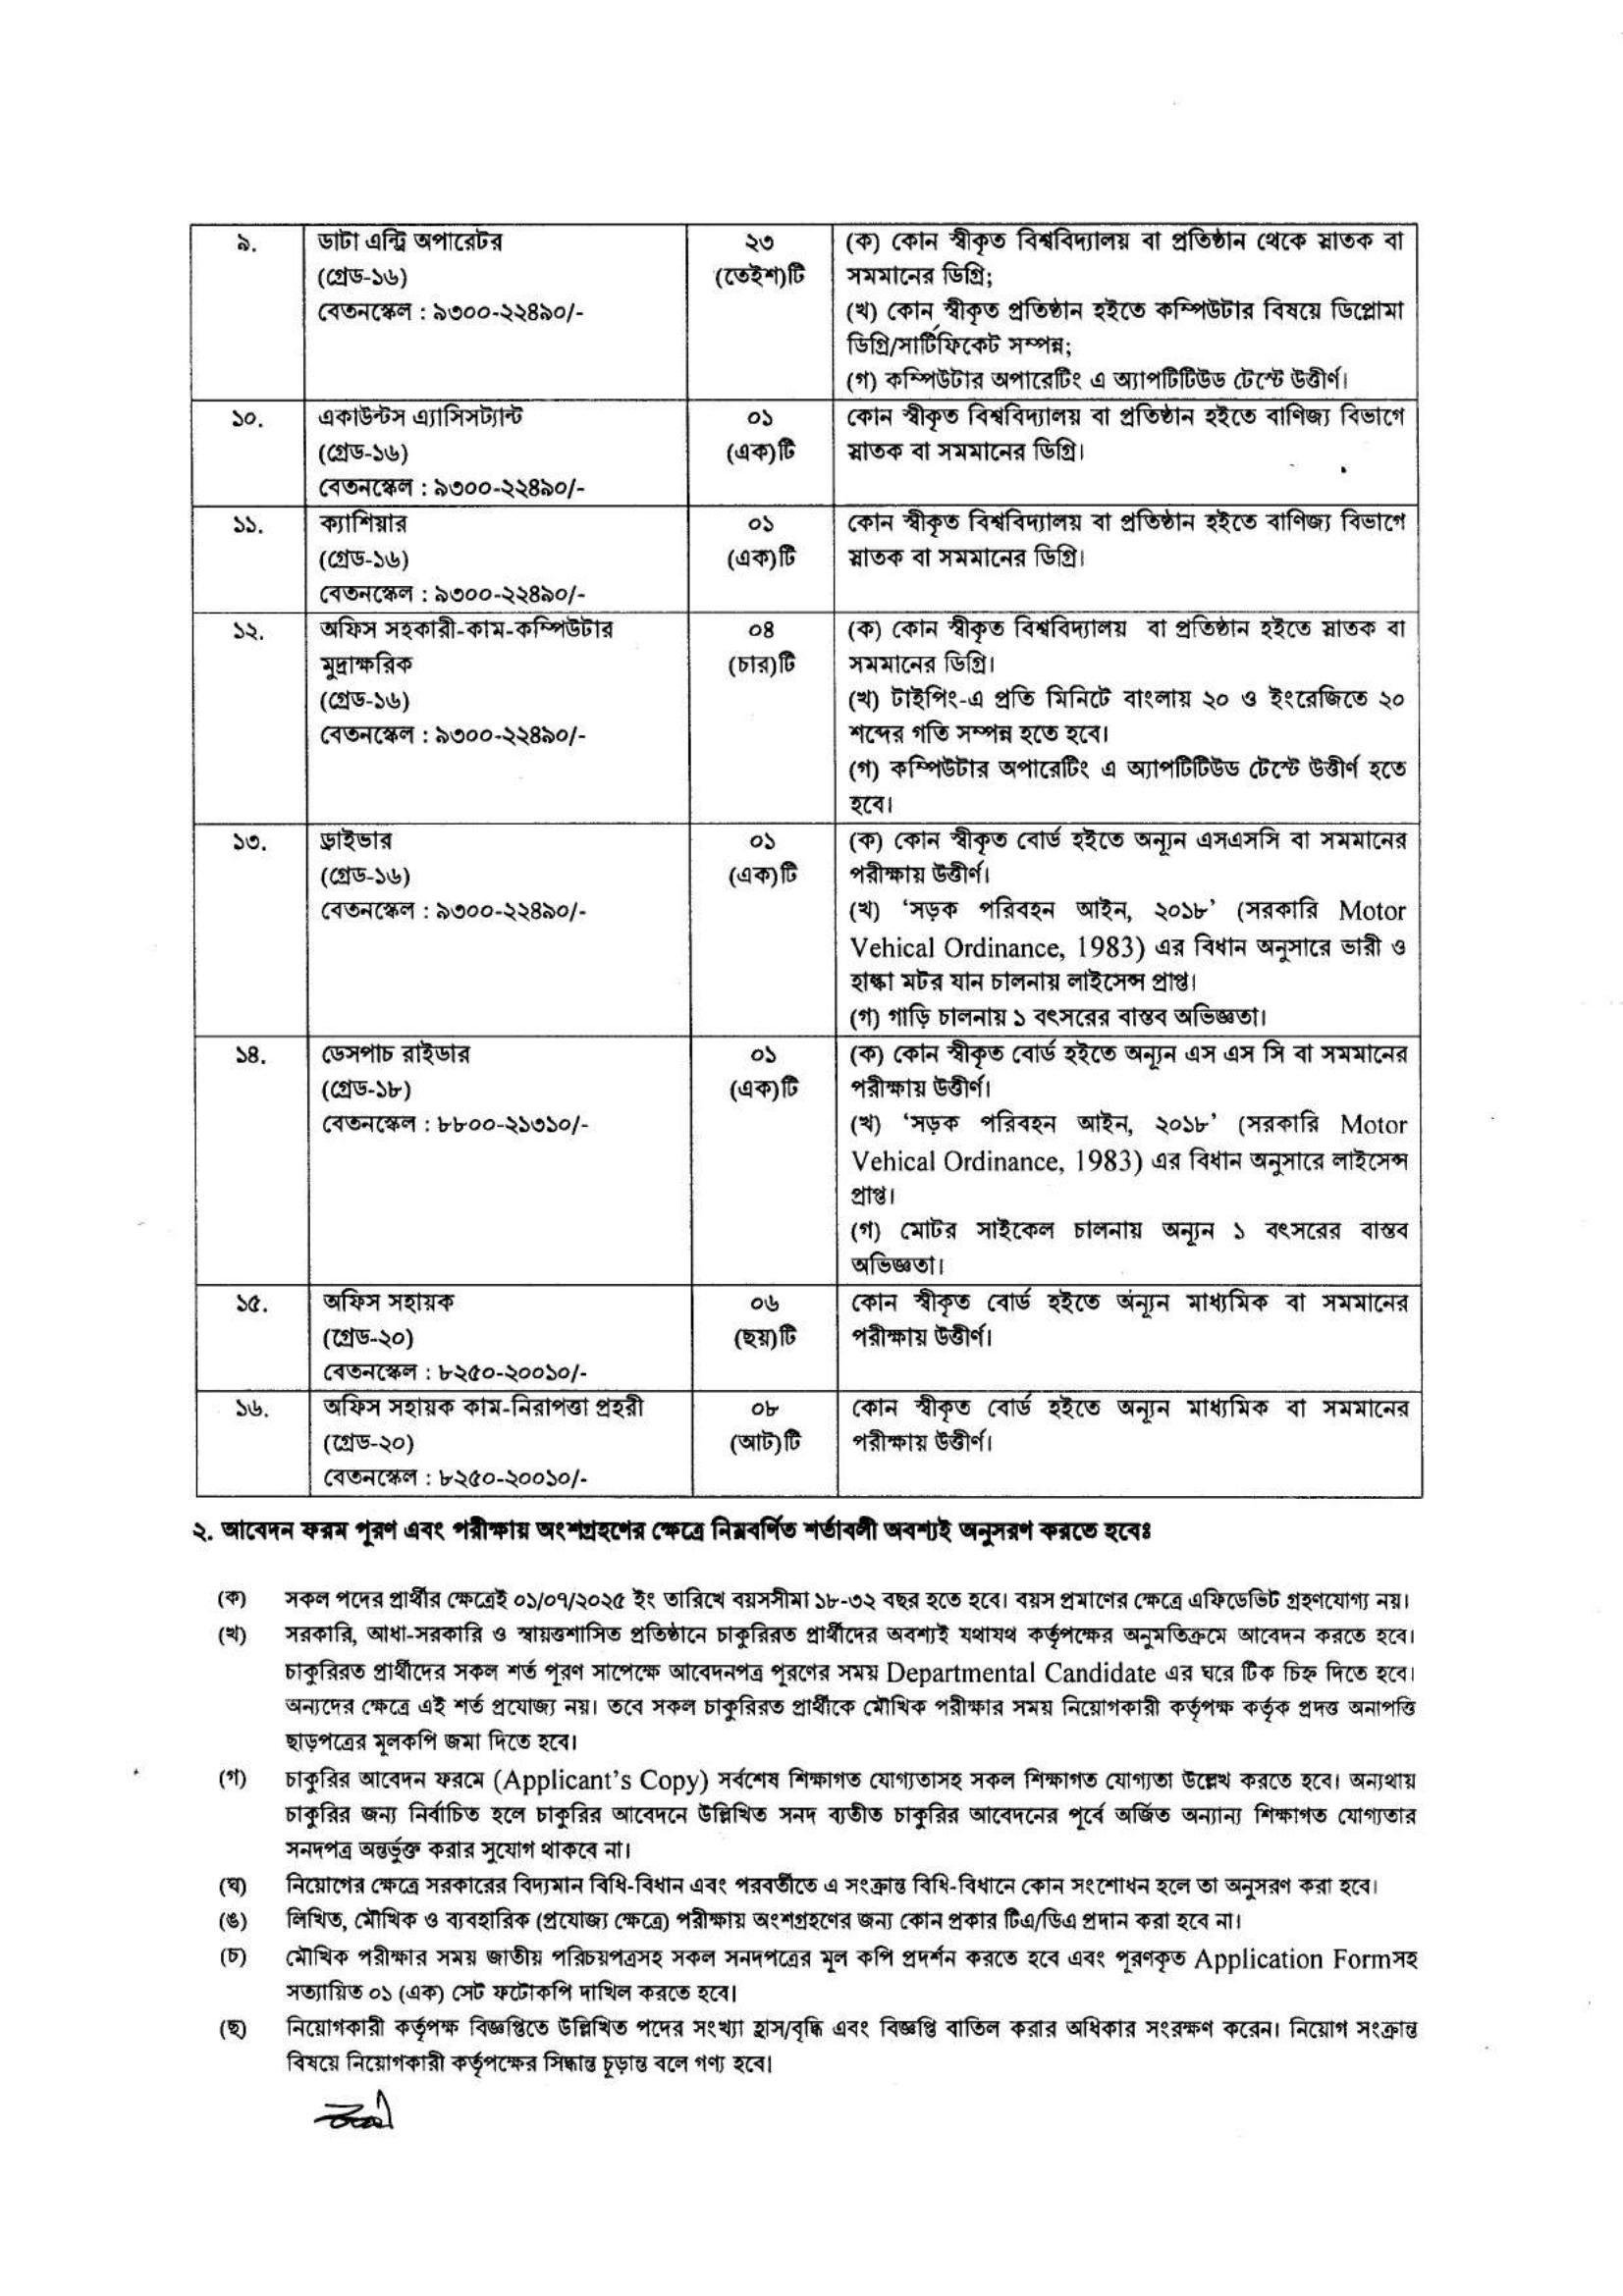 ৯.
ডাটা এন্ট্রি অপারেটর
(গ্রেড-১৬)
বেতনস্কেল : ৯৩০০-২২৪৯০/-
২৩
(তেইশ)টি
(ক) কোন স্বীকৃত বিশ্ববিদ্যালয় বা প্রতিষ্ঠান থেকে স্নাতক বা
সমমানের ডিগ্রি;
(খ) কোন স্বীকৃত প্রতিষ্ঠান হইতে কম্পিউটার বিষয়ে ডিপ্লোমা
ডিগ্রি/সার্টিফিকেট সম্পন্ন;
(গ) কম্পিউটার অপারেটিং এ অ্যাপটিটিউড টেস্টে উত্তীর্ণ।
১০.
একাউন্টস এ্যাসিসট্যান্ট
(গ্রেড-১৬)
বেতনস্কেল : ৯৩০০-২২৪৯০/-
০১
(এক)টি
কোন স্বীকৃত বিশ্ববিদ্যালয় বা প্রতিষ্ঠান হইতে বাণিজ্য বিভাগে
স্নাতক বা সমমানের ডিগ্রি।
১১.
ক্যাশিয়ার
(গ্রেড-১৬)
বেতনস্কেল : ৯৩০০-২২৪৯০/-
০১
(এক)টি
কোন স্বীকৃত বিশ্ববিদ্যালয় বা প্রতিষ্ঠান হইতে বাণিজ্য বিভাগে
স্নাতক বা সমমানের ডিগ্রি।
১২.
অফিস সহকারী-কাম-কম্পিউটার
মুদ্রাক্ষরিক
(গ্রেড-১৬)
বেতনস্কেল : ৯৩০০-২২৪৯০/-
০৪
(চার)টি
(ক) কোন স্বীকৃত বিশ্ববিদ্যালয় বা প্রতিষ্ঠান হইতে স্নাতক বা
সমমানের ডিগ্রি।
(খ) টাইপিং-এ প্রতি মিনিটে বাংলায় ২০ ও ইংরেজিতে ২০
শব্দের গতি সম্পন্ন হতে হবে।
(গ) কম্পিউটার অপারেটিং এ অ্যাপটিটিউড টেস্টে উত্তীর্ণ হতে
হবে।
১৩.
ড্রাইভার
(গ্রেড-১৬)
বেতনস্কেল : ৯৩০০-২২৪৯০/-
০১
(এক)টি
(ক) কোন স্বীকৃত বোর্ড হইতে অন্যূন এসএসসি বা সমমানের
পরীক্ষায় উত্তীর্ণ।
(খ) ‘সড়ক পরিবহন আইন, ২০১৮’ (সরকারি Motor
Vehical Ordinance, 1983) এর বিধান অনুসারে ভারী ও
হাল্কা মটর যান চালনায় লাইসেন্স প্রাপ্ত।
(গ) গাড়ি চালনায় ১ বৎসরের বাস্তব অভিজ্ঞতা।
১৪.
ডেসপাচ রাইডার
(গ্রেড-১৮)
বেতনস্কেল : ৮৮০০-২১৩১০/-
০১
(এক)টি
(ক) কোন স্বীকৃত বোর্ড হইতে অন্যূন এস এস সি বা সমমানের
পরীক্ষায় উত্তীর্ণ।
(খ) ‘সড়ক পরিবহন আইন, ২০১৮’ (সরকারি Motor
Vehical Ordinance, 1983) এর বিধান অনুসারে লাইসেন্স
প্রাপ্ত।
(গ) মোটর সাইকেল চালনায় অন্যূন ১ বৎসরের বাস্তব
অভিজ্ঞতা।
১৫.
অফিস সহায়ক
(গ্রেড-২০)
বেতনস্কেল : ৮২৫০-২০০১০/-
০৬
(ছয়)টি
কোন স্বীকৃত বোর্ড হইতে অন্যূন মাধ্যমিক বা সমমানের
পরীক্ষায় উত্তীর্ণ।
১৬.
অফিস সহায়ক কাম-নিরাপত্তা প্রহরী
(গ্রেড-২০)
বেতনস্কেল : ৮২৫০-২০০১০/-
০৮
(আট)টি
কোন স্বীকৃত বোর্ড হইতে অন্যূন মাধ্যমিক বা সমমানের
পরীক্ষায় উত্তীর্ণ।
২. আবেদন ফরম পূরণ এবং পরীক্ষায় অংশগ্রহণের ক্ষেত্রে নিম্নবর্ণিত শর্তাবলী অবশ্যই অনুসরণ করতে হবেঃ
(ক) সকল পদের প্রার্থীর ক্ষেত্রেই ০১/০৭/২০২৫ ইং তারিখে বয়সসীমা ১৮-৩২ বছর হতে হবে। বয়স প্রমাণের ক্ষেত্রে এফিডেভিট গ্রহণযোগ্য নয়।
(খ) সরকারি, আধা-সরকারি ও স্বায়ত্তশাসিত প্রতিষ্ঠানে চাকুরিরত প্রার্থীদের অবশ্যই যথাযথ কর্তৃপক্ষের অনুমতিক্রমে আবেদন করতে হবে।
চাকুরিরত প্রার্থীদের সকল শর্ত পূরণ সাপেক্ষে আবেদনপত্র পূরণের সময় Departmental Candidate এর ঘরে টিক চিহ্ন দিতে হবে।
অন্যদের ক্ষেত্রে এই শর্ত প্রযোজ্য নয়। তবে সকল চাকুরিরত প্রার্থীকে মৌখিক পরীক্ষার সময় নিয়োগকারী কর্তৃপক্ষ কর্তৃক প্রদত্ত অনাপত্তি
ছাড়পত্রের মূলকপি জমা দিতে হবে।
(গ) চাকুরির আবেদন ফরমে (Applicant’s Copy) সর্বশেষ শিক্ষাগত যোগ্যতাসহ সকল শিক্ষাগত যোগ্যতা উল্লেখ করতে হবে। অন্যথায়
চাকুরির জন্য নির্বাচিত হলে চাকুরির আবেদনে উল্লিখিত সনদ ব্যতীত চাকুরির আবেদনের পূর্বে অর্জিত অন্যান্য শিক্ষাগত যোগ্যতার
সনদপত্র অন্তর্ভুক্ত করার সুযোগ থাকবে না।
(ঘ) নিয়োগের ক্ষেত্রে সরকারের বিদ্যমান বিধি-বিধান এবং পরবর্তীতে এ সংক্রান্ত বিধি-বিধানে কোন সংশোধন হলে তা অনুসরণ করা হবে।
(ঙ) লিখিত, মৌখিক ও ব্যবহারিক (প্রযোজ্য ক্ষেত্রে) পরীক্ষায় অংশগ্রহণের জন্য কোন প্রকার টিএ/ডিএ প্রদান করা হবে না।
(চ) মৌখিক পরীক্ষার সময় জাতীয় পরিচয়পত্রসহ সকল সনদপত্রের মূল কপি প্রদর্শন করতে হবে এবং পূরণকৃত Application Formসহ
সত্যায়িত ০১ (এক) সেট ফটোকপি দাখিল করতে হবে।
(ছ) নিয়োগকারী কর্তৃপক্ষ বিজ্ঞপ্তিতে উল্লিখিত পদের সংখ্যা হ্রাস/বৃদ্ধি এবং বিজ্ঞপ্তি বাতিল করার অধিকার সংরক্ষণ করেন। নিয়োগ সংক্রান্ত
বিষয়ে নিয়োগকারী কর্তৃপক্ষের সিদ্ধান্ত চূড়ান্ত বলে গণ্য হবে।